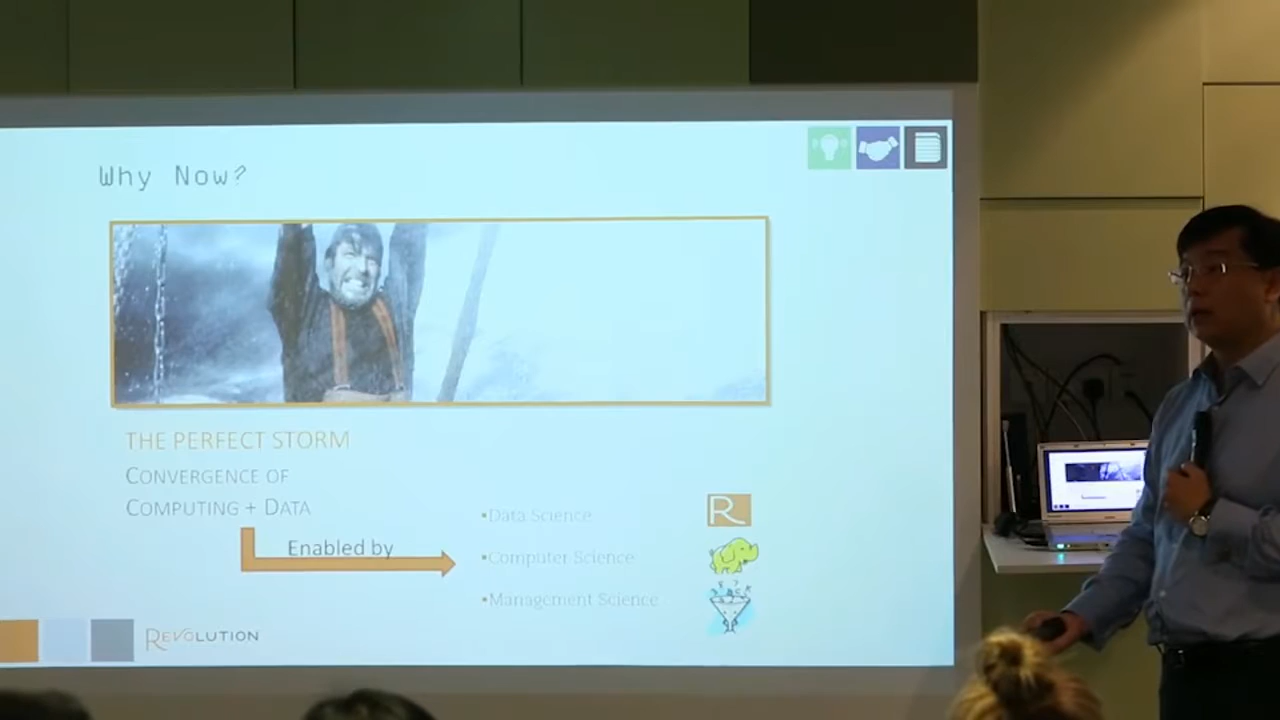 Why Now?
THE PERFECT STORM
CONVERGENCE OF
COMPUTING + DATA
Enabled by
▪Data Science
R
▪Computer Science
▪Management Science
REVOLUTION